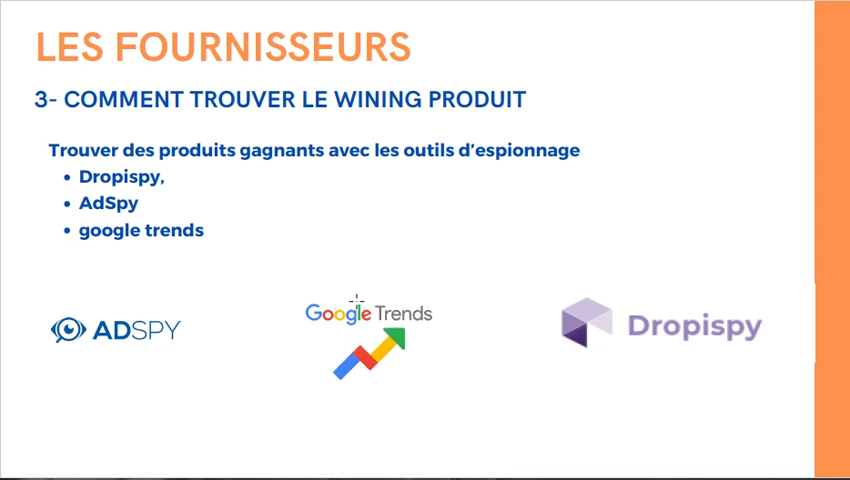 LES FOURNISSEURS
3- COMMENT TROUVER LE WINING PRODUIT
Trouver des produits gagnants avec les outils d’espionnage
• Dropispy,
• AdSpy
• google trends
ADSPY
Google Trends
Dropispy